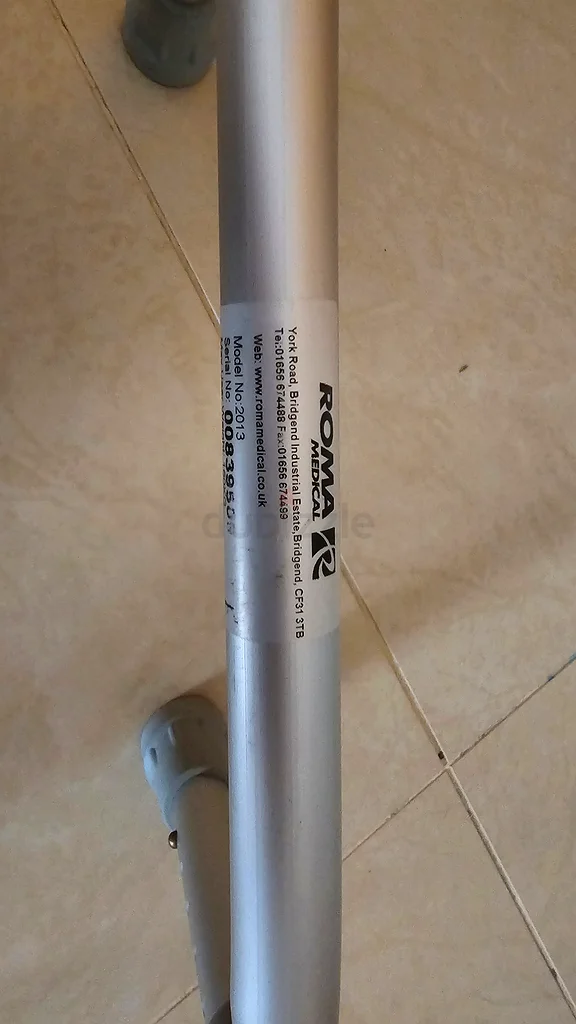 ROMA
MEDICAL
York Road, Bridgend Industrial Estate,Bridgend, CF31 3TB
Tel:01656 674488 Fax:01656 674499
Web: www.romamedical.co.uk
Model No:2013
Serial No: